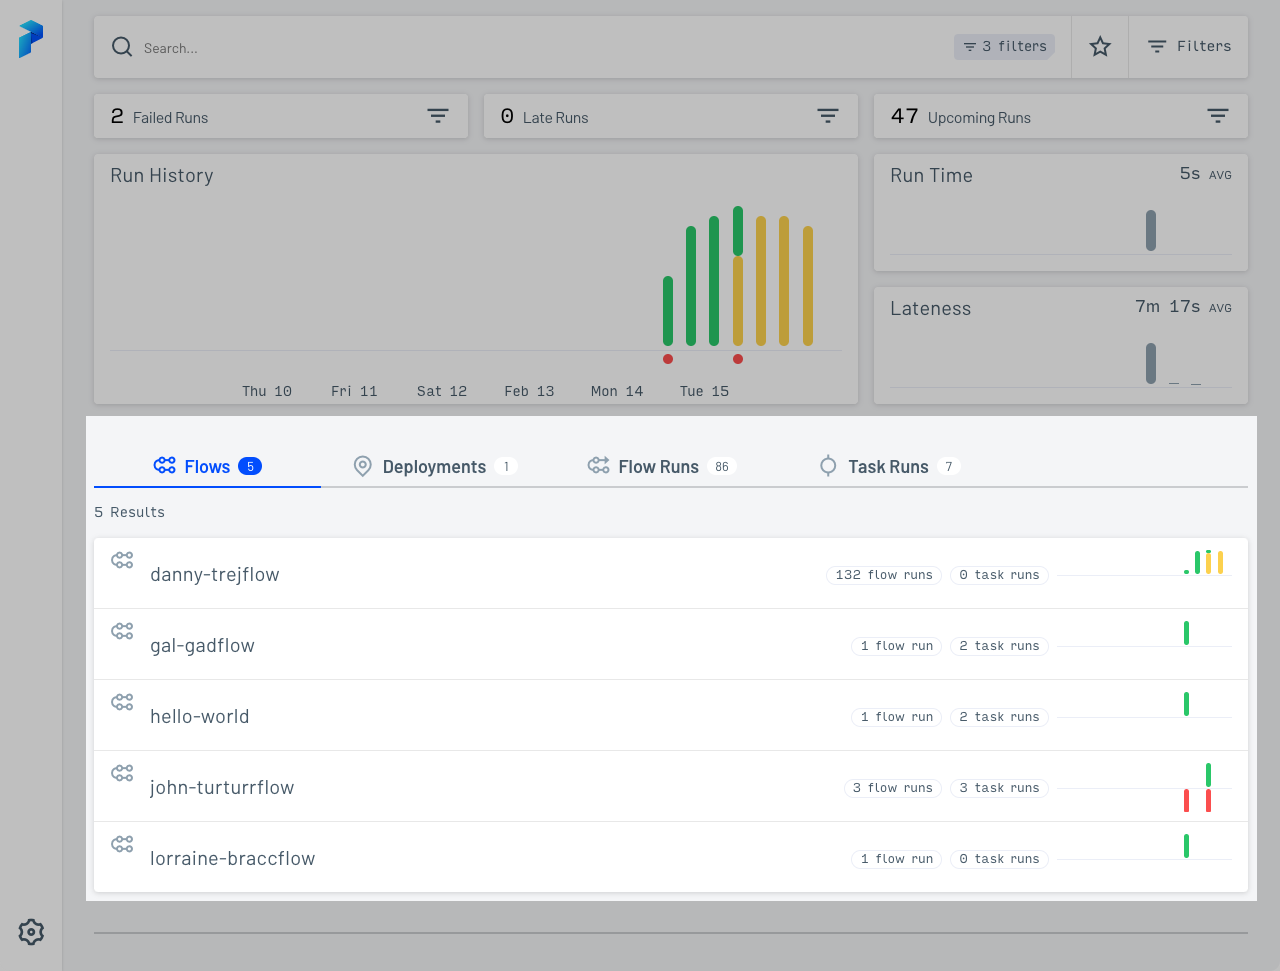 Search...
3 filters
Filters
2 Failed Runs
0 Late Runs
47 Upcoming Runs
Run History
Thu 10 Fri 11 Sat 12 Feb 13 Mon 14 Tue 15
Run Time 5s AVG
Lateness 7m 17s AVG
Flows 5 Deployments 1 Flow Runs 86 Task Runs 7
5 Results
danny-trejflow 132 flow runs 0 task runs
gal-gadflow 1 flow run 2 task runs
hello-world 1 flow run 2 task runs
john-turturrflow 3 flow runs 3 task runs
lorraine-braccflow 1 flow run 0 task runs